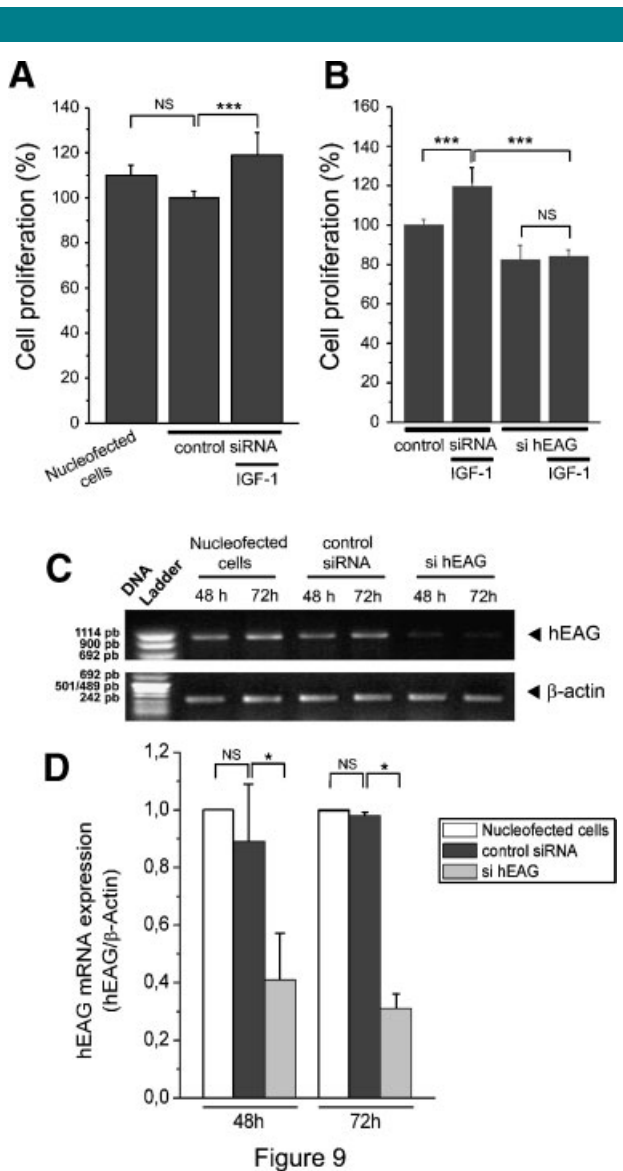 A
Cell proliferation (%)
140
120
100
80
60
40
20
0
NS
***
Nucleofected
cells
control siRNA
IGF-1
B
Cell proliferation (%)
160
140
120
100
80
60
40
20
0
***
***
NS
control siRNA
si hEAG
IGF-1
IGF-1
C
DNA
Ladder
Nucleofected
cells
control
siRNA
si hEAG
48 h
72h
48 h
72h
48 h
72h
1114 pb
900 pb
692 pb
hEAG
692 pb
501/489 pb
242 pb
β-actin
D
hEAG mRNA expression
(hEAG/β-Actin)
1,2
1,0
0,8
0,6
0,4
0,2
0,0
NS
*
NS
*
48h
72h
Nucleofected cells
control siRNA
si hEAG
Figure 9